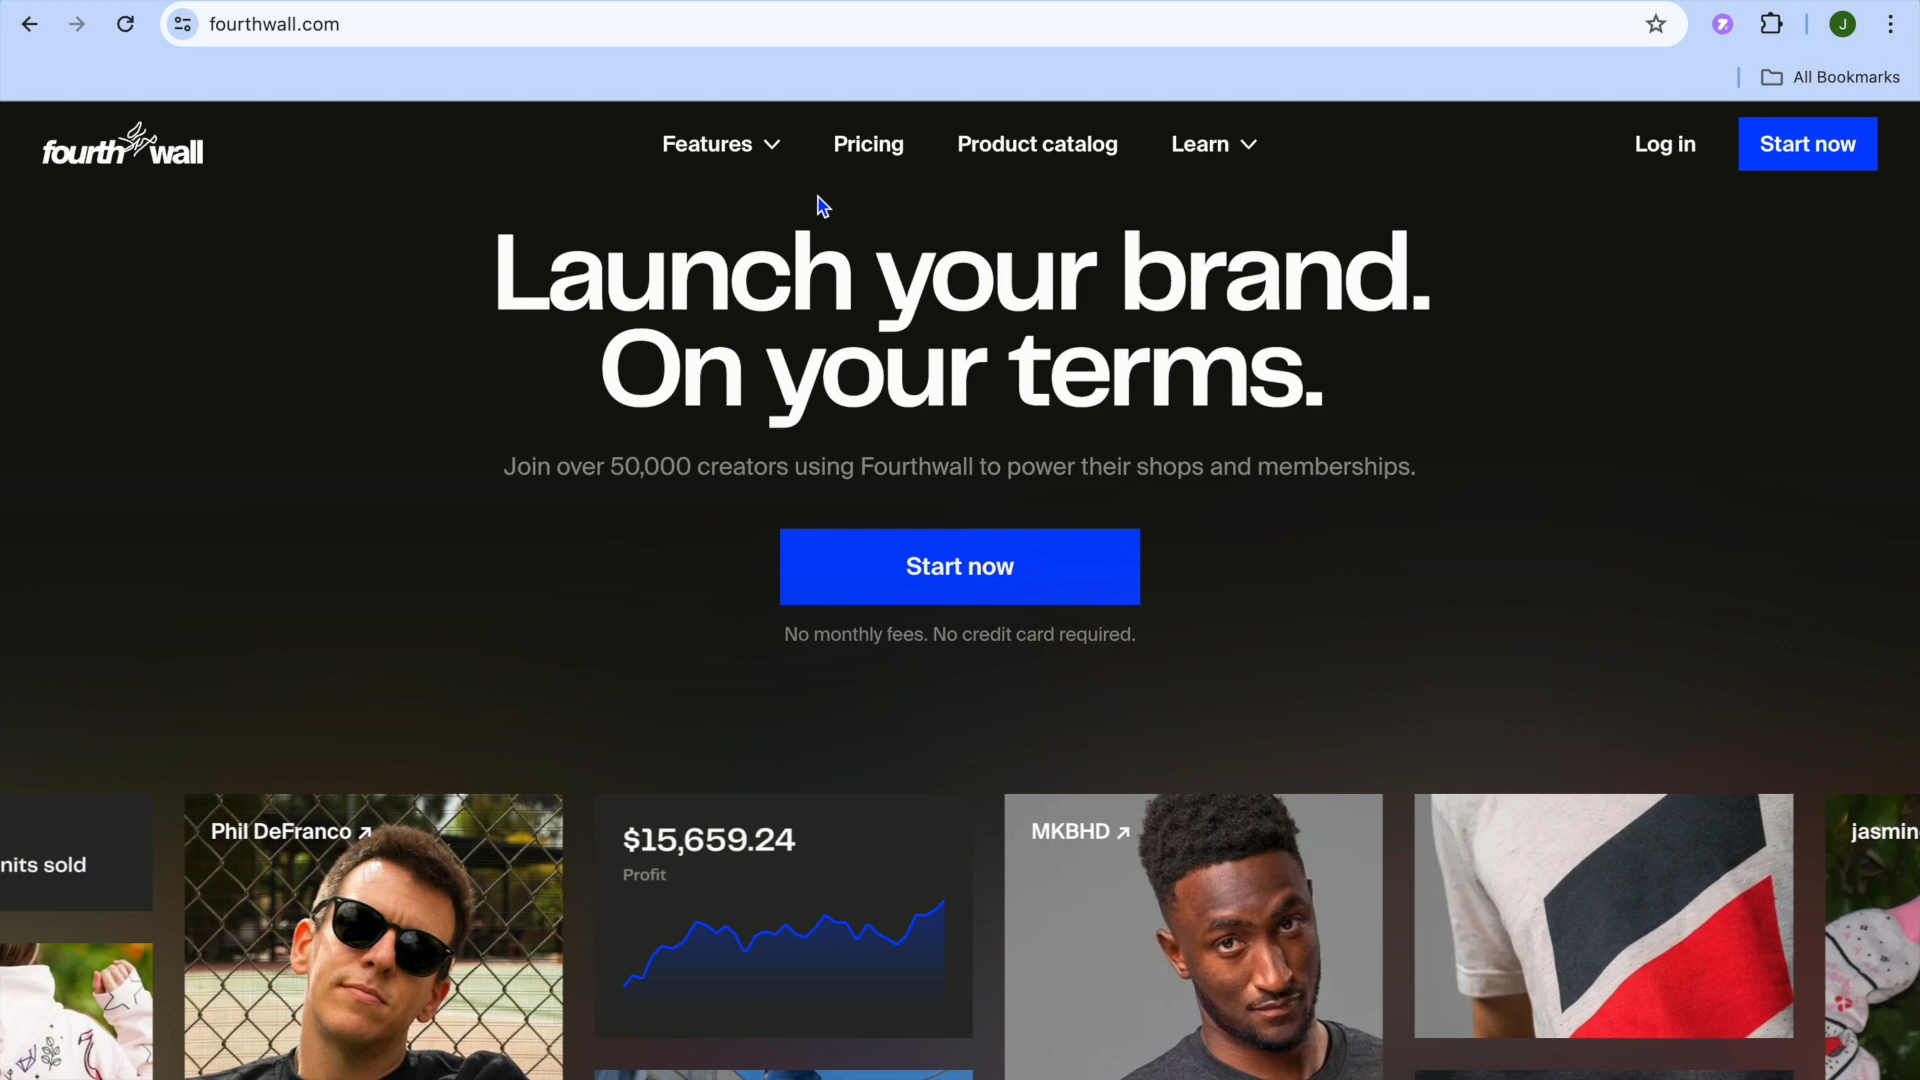 fourthwall.com
All Bookmarks
fourthwall
Features
Pricing
Product catalog
Learn
Log in
Start now
Launch your brand.
On your terms.
Join over 50,000 creators using Fourthwall to power their shops and memberships.
Start now
No monthly fees. No credit card required.
nits sold
Phil DeFranco ↗
$15,659.24
Profit
MKBHD ↗
jasmin
J